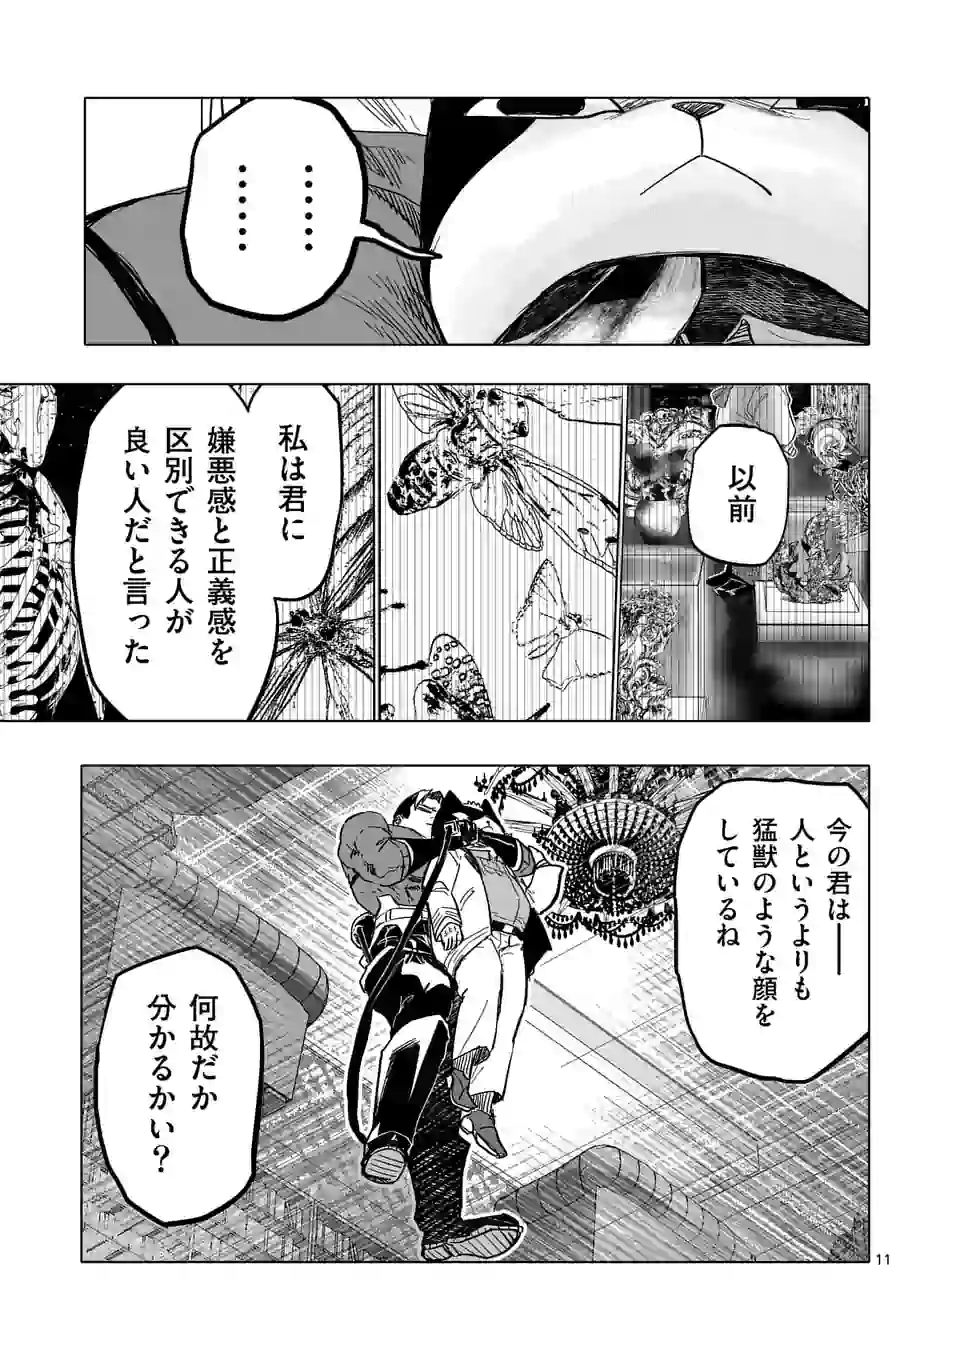 ……
……
以前
私は君に
嫌悪感と正義感を
区別できる人が
良い人だと言った
今の君は──
人というよりも
猛獣のような顔を
しているね
何故だか
分かるかい?
11